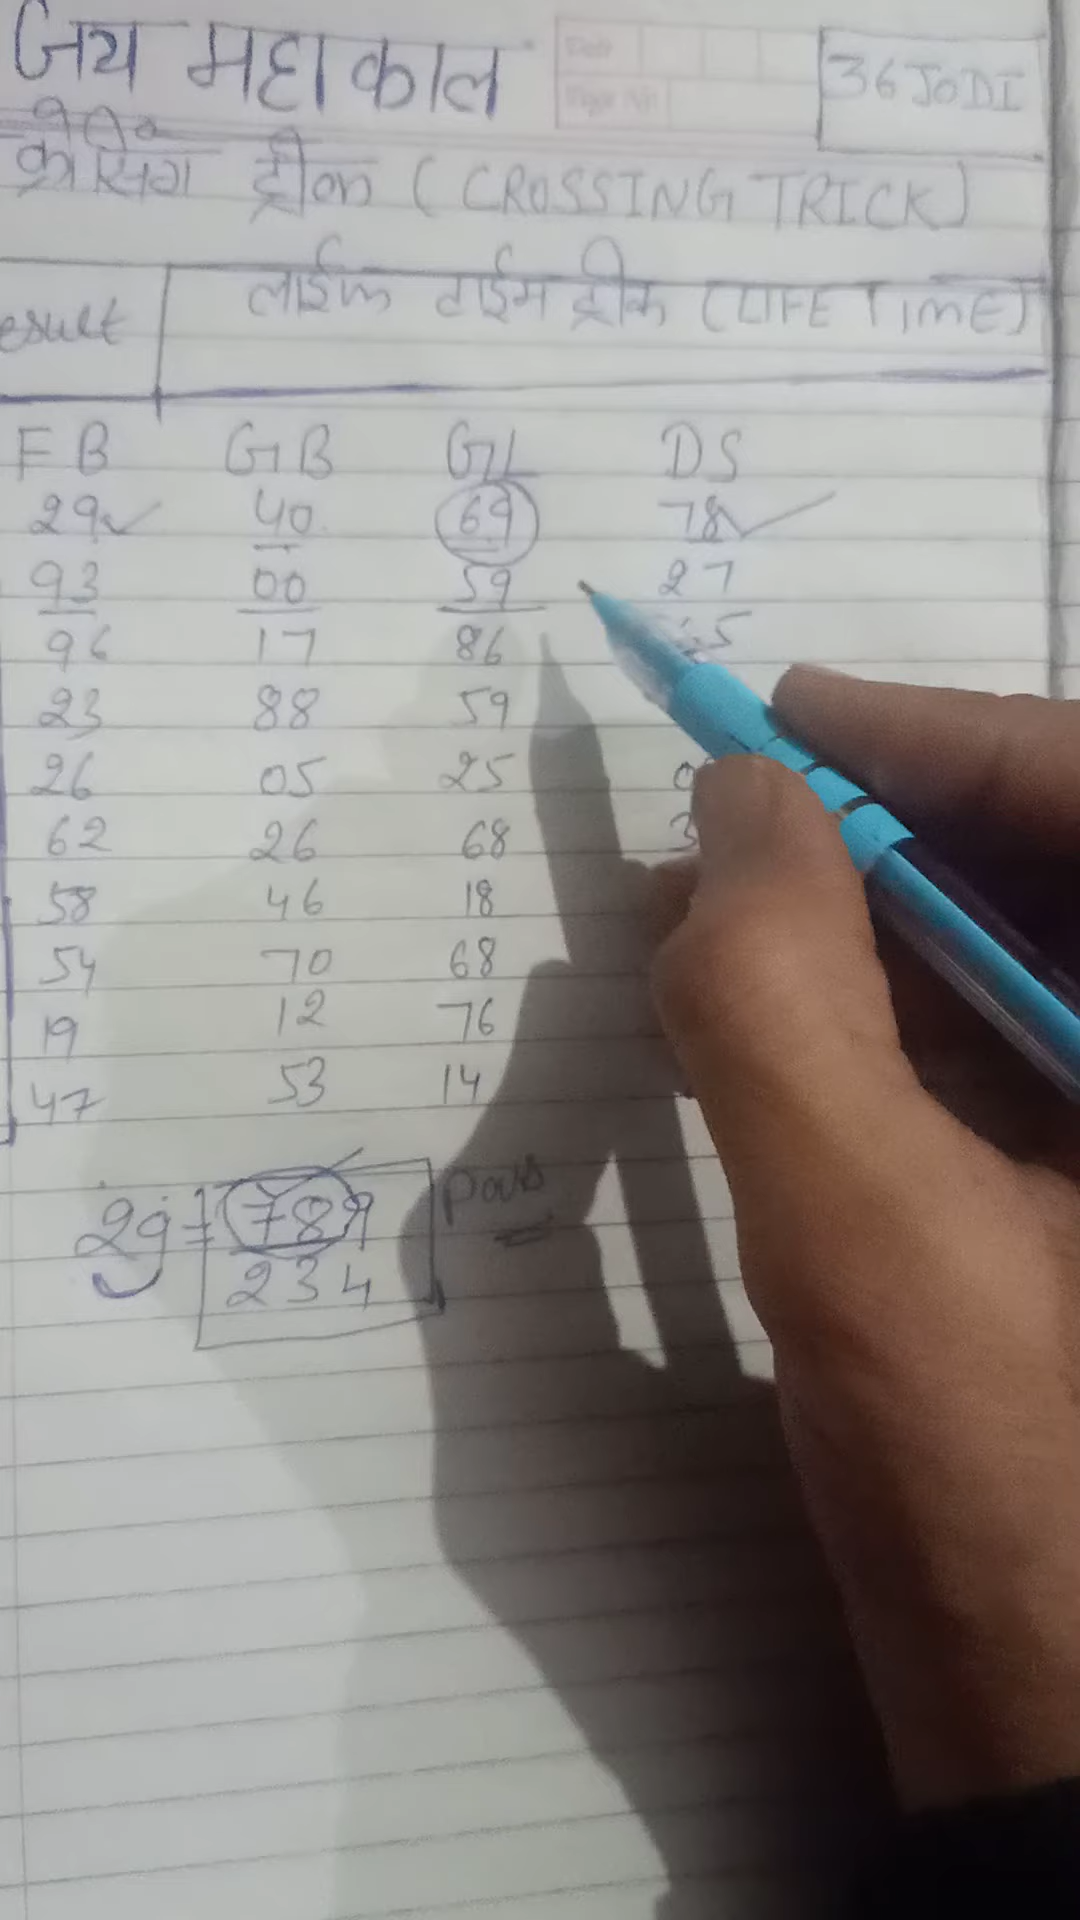 जय महाकाल
36 JODI
क्रोसिंग ट्रीक (CROSSING TRICK)
esult
लाईफ टाईम ट्रीक (LIFE TIME)
FB GB GL DS
29 40 69 78
93 00 59 27
96 17 86
23 88 59
26 05 25
62 26 68 3
58 46 18
54 70 68
19 12 76
47 53 14
29 = 789
234
Pass